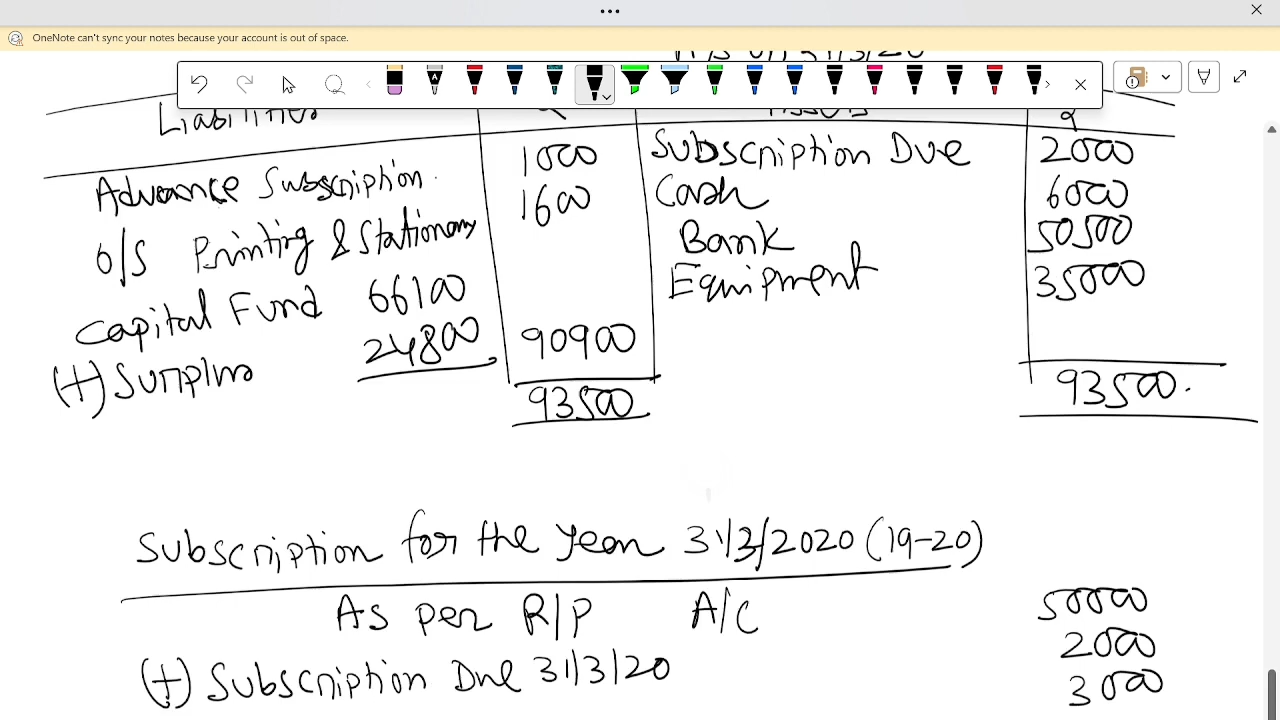 OneNote can't sync your notes because your account is out of space.
Liabilities
Advance Subscription 1000 Subscription Due 2000
O/S Printing & Stationary 1600 Cash 6000
Bank 50500
Capital Fund 66100 Equipment 35000
(+) Surplus 24800 90900
93500 93500
Subscription for the year 31/3/2020 (19-20)
As per R/P A/C 50000
(+) Subscription Due 31/3/20 2000
3000